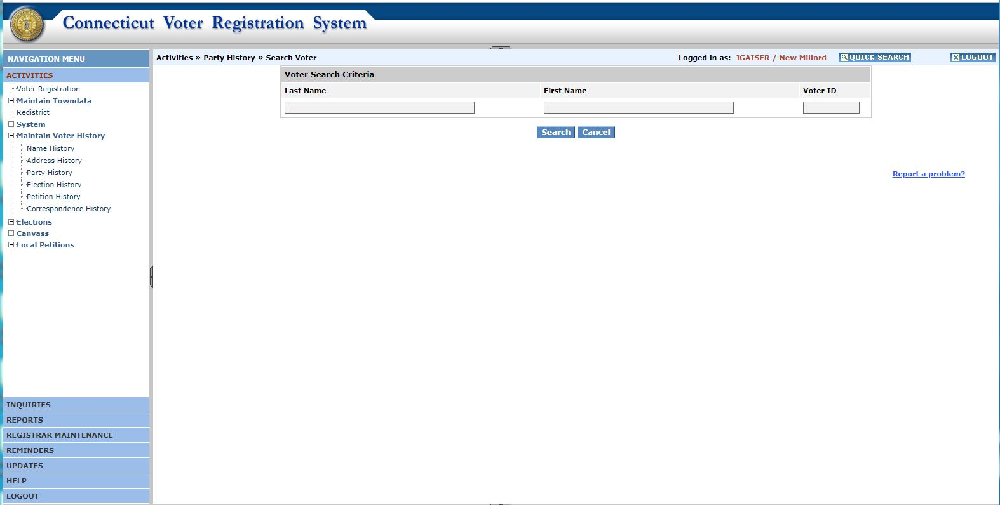 Connecticut Voter Registration System
NAVIGATION MENU
ACTIVITIES
Voter Registration
Maintain Towndata
Redistrict
System
Maintain Voter History
Name History
Address History
Party History
Election History
Petition History
Correspondence History
Elections
Canvass
Local Petitions
INQUIRIES
REPORTS
REGISTRAR MAINTENANCE
REMINDERS
UPDATES
HELP
LOGOUT
Activities » Party History » Search Voter
Logged in as: JGAISER / New Milford
QUICK SEARCH
LOGOUT
Voter Search Criteria
Last Name First Name Voter ID
Search Cancel
Report a problem?